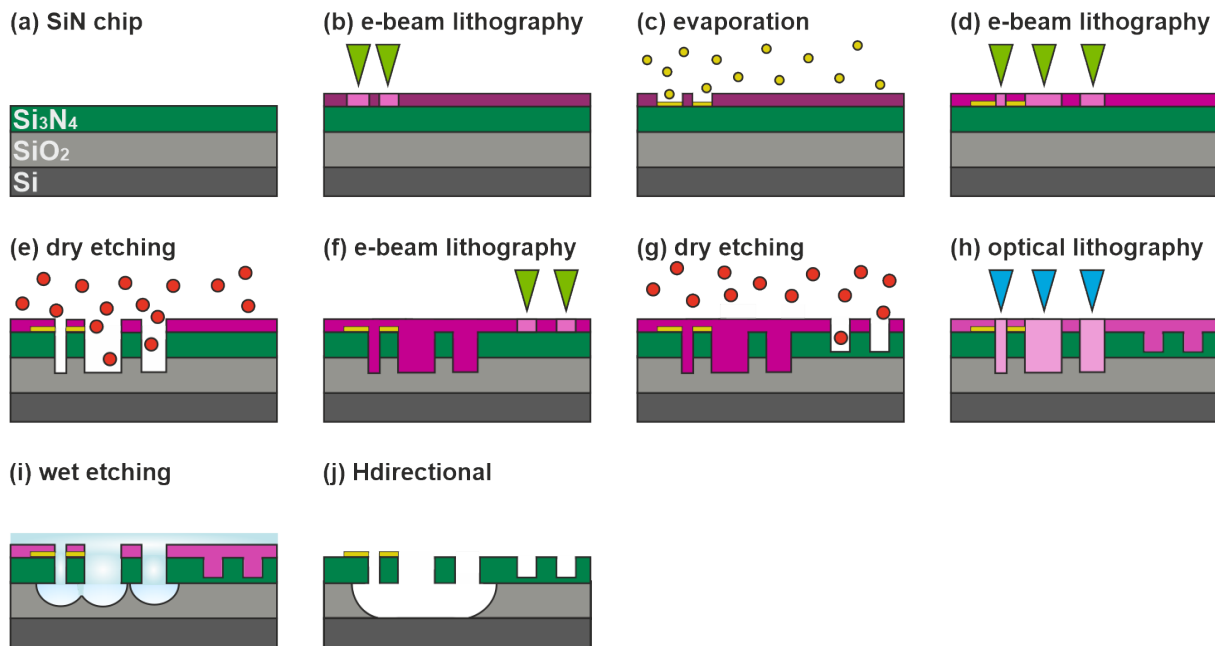 (a) SiN chip
(b) e-beam lithography
(c) evaporation
(d) e-beam lithography
Si₃N₄
SiO₂
Si
(e) dry etching
(f) e-beam lithography
(g) dry etching
(h) optical lithography
(i) wet etching
(j) Hdirectional